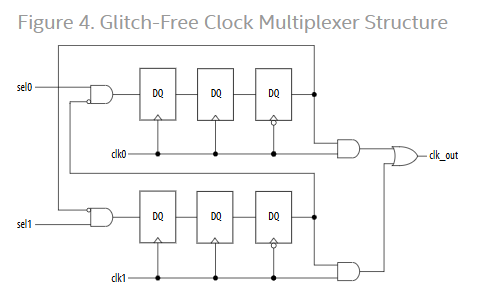 Figure 4. Glitch-Free Clock Multiplexer Structure
sel0
DQ DQ DQ
clk0
clk_out
DQ DQ DQ
sel1
clk1